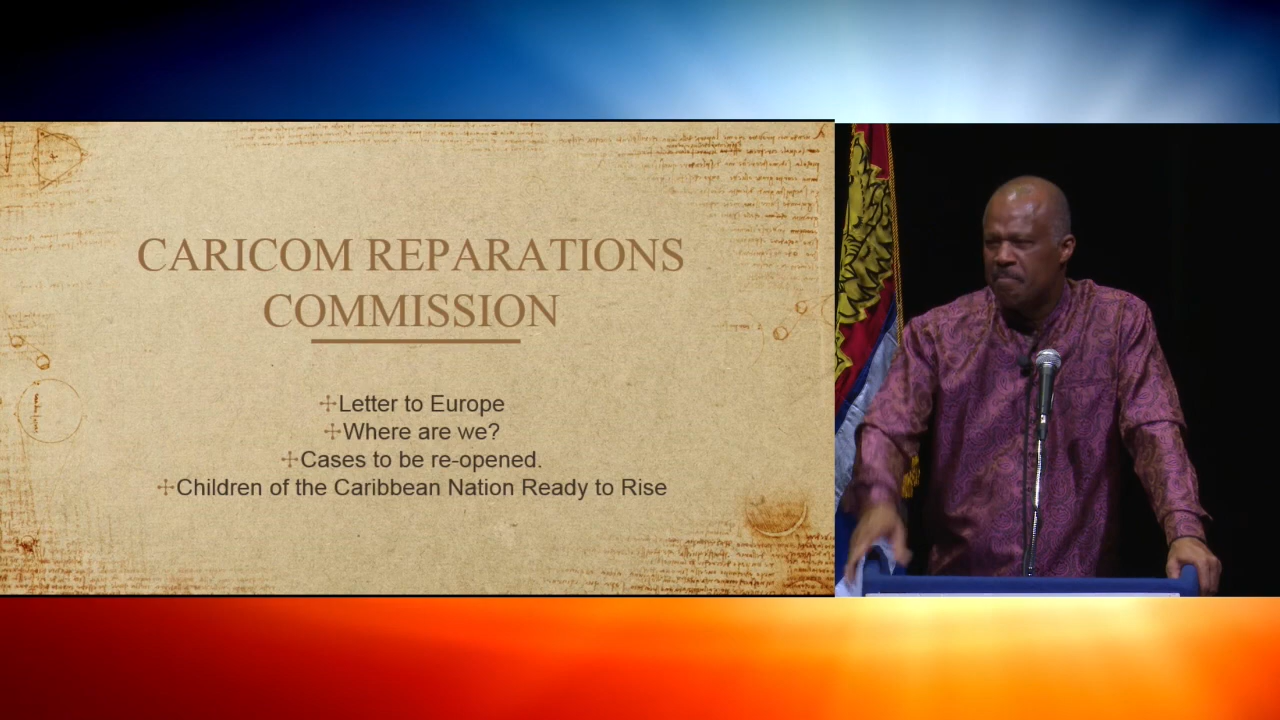 CARICOM REPARATIONS
COMMISSION
Letter to Europe
Where are we?
Cases to be re-opened.
Children of the Caribbean Nation Ready to Rise